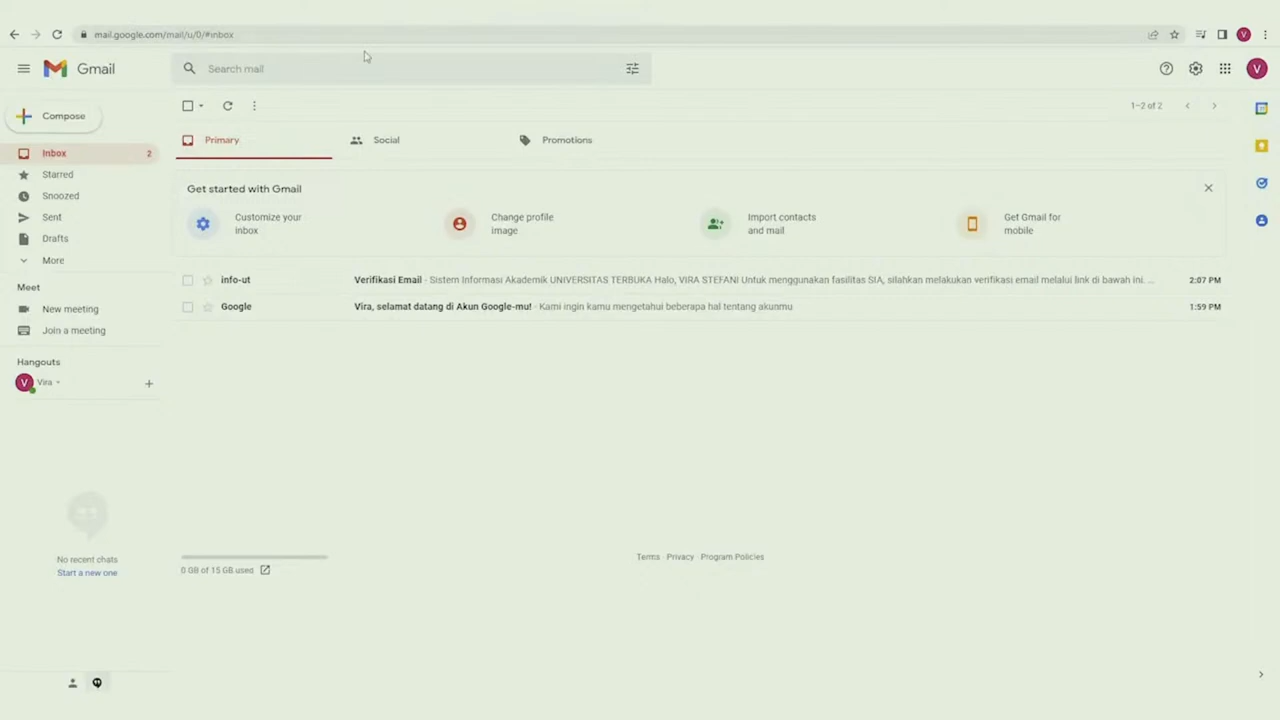 mail.google.com/mail/u/0/#inbox
V
Gmail
Search mail
V
Compose
1–2 of 2
Primary
Social
Promotions
Inbox 2
Starred
Snoozed
Sent
Drafts
More
Get started with Gmail
Customize your
inbox
Change profile
image
Import contacts
and mail
Get Gmail for
mobile
info-ut Verifikasi Email - Sistem Informasi Akademik UNIVERSITAS TERBUKA Halo, VIRA STEFANI Untuk menggunakan fasilitas SIA, silahkan melakukan verifikasi email melalui link di bawah ini. ... 2:07 PM
Google Vira, selamat datang di Akun Google-mu! - Kami ingin kamu mengetahui beberapa hal tentang akunmu 1:59 PM
Meet
New meeting
Join a meeting
Hangouts
V Vira
No recent chats
Start a new one
0 GB of 15 GB used
Terms · Privacy · Program Policies